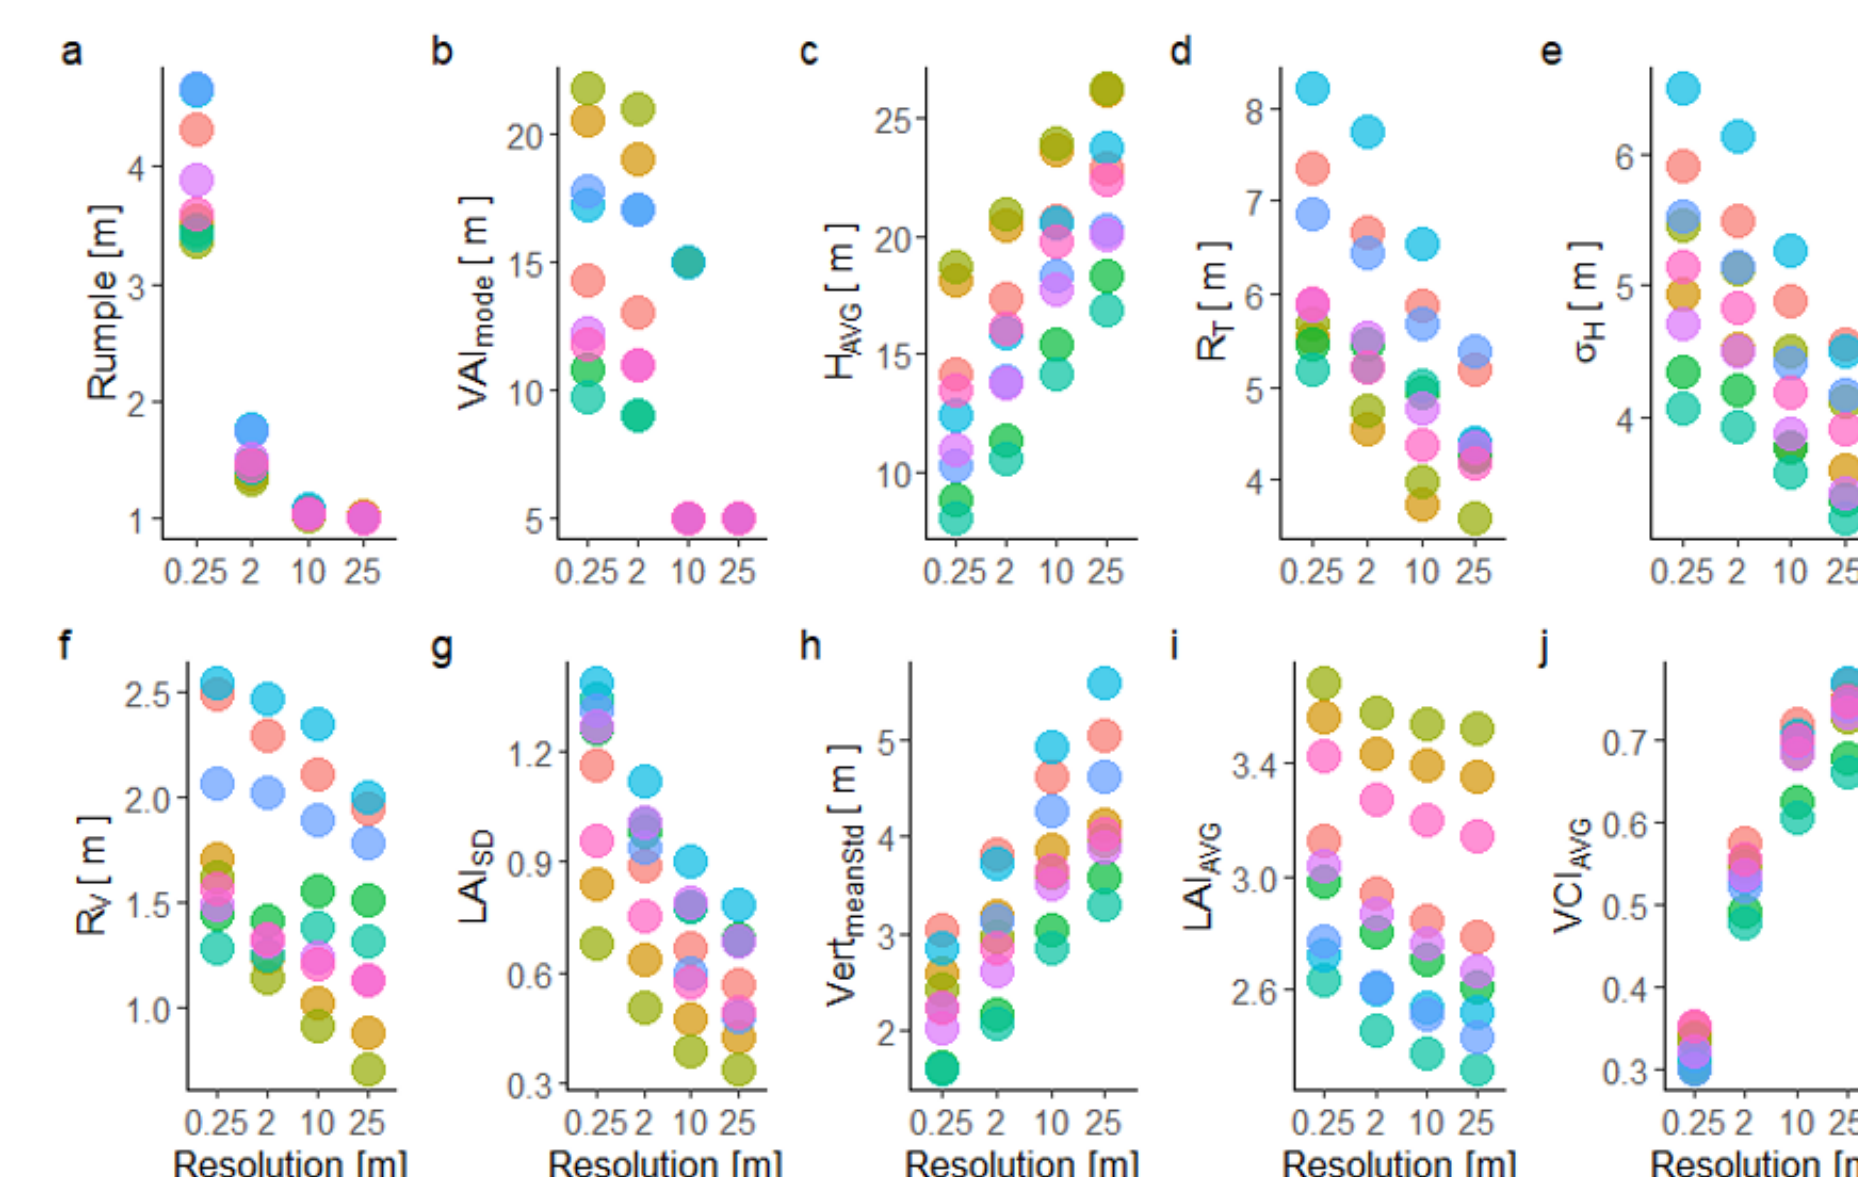 a b c d e
Rumple [m]
4
3
2
1
0.25 2 10 25
VAImode [ m ]
20
15
10
5
0.25 2 10 25
HAVG [ m ]
25
20
15
10
0.25 2 10 25
RT [ m ]
8
7
6
5
4
0.25 2 10 25
σH [ m ]
6
5
4
0.25 2 10 25
f g h i j
RV [ m ]
2.5
2.0
1.5
1.0
0.25 2 10 25
Resolution [m]
LAISD
1.2
0.9
0.6
0.3
0.25 2 10 25
Resolution [m]
VertmeanStd [ m ]
5
4
3
2
0.25 2 10 25
Resolution [m]
LAIAVG
3.4
3.0
2.6
0.25 2 10 25
Resolution [m]
VCIAVG
0.7
0.6
0.5
0.4
0.3
0.25 2 10 25
Resolution [m